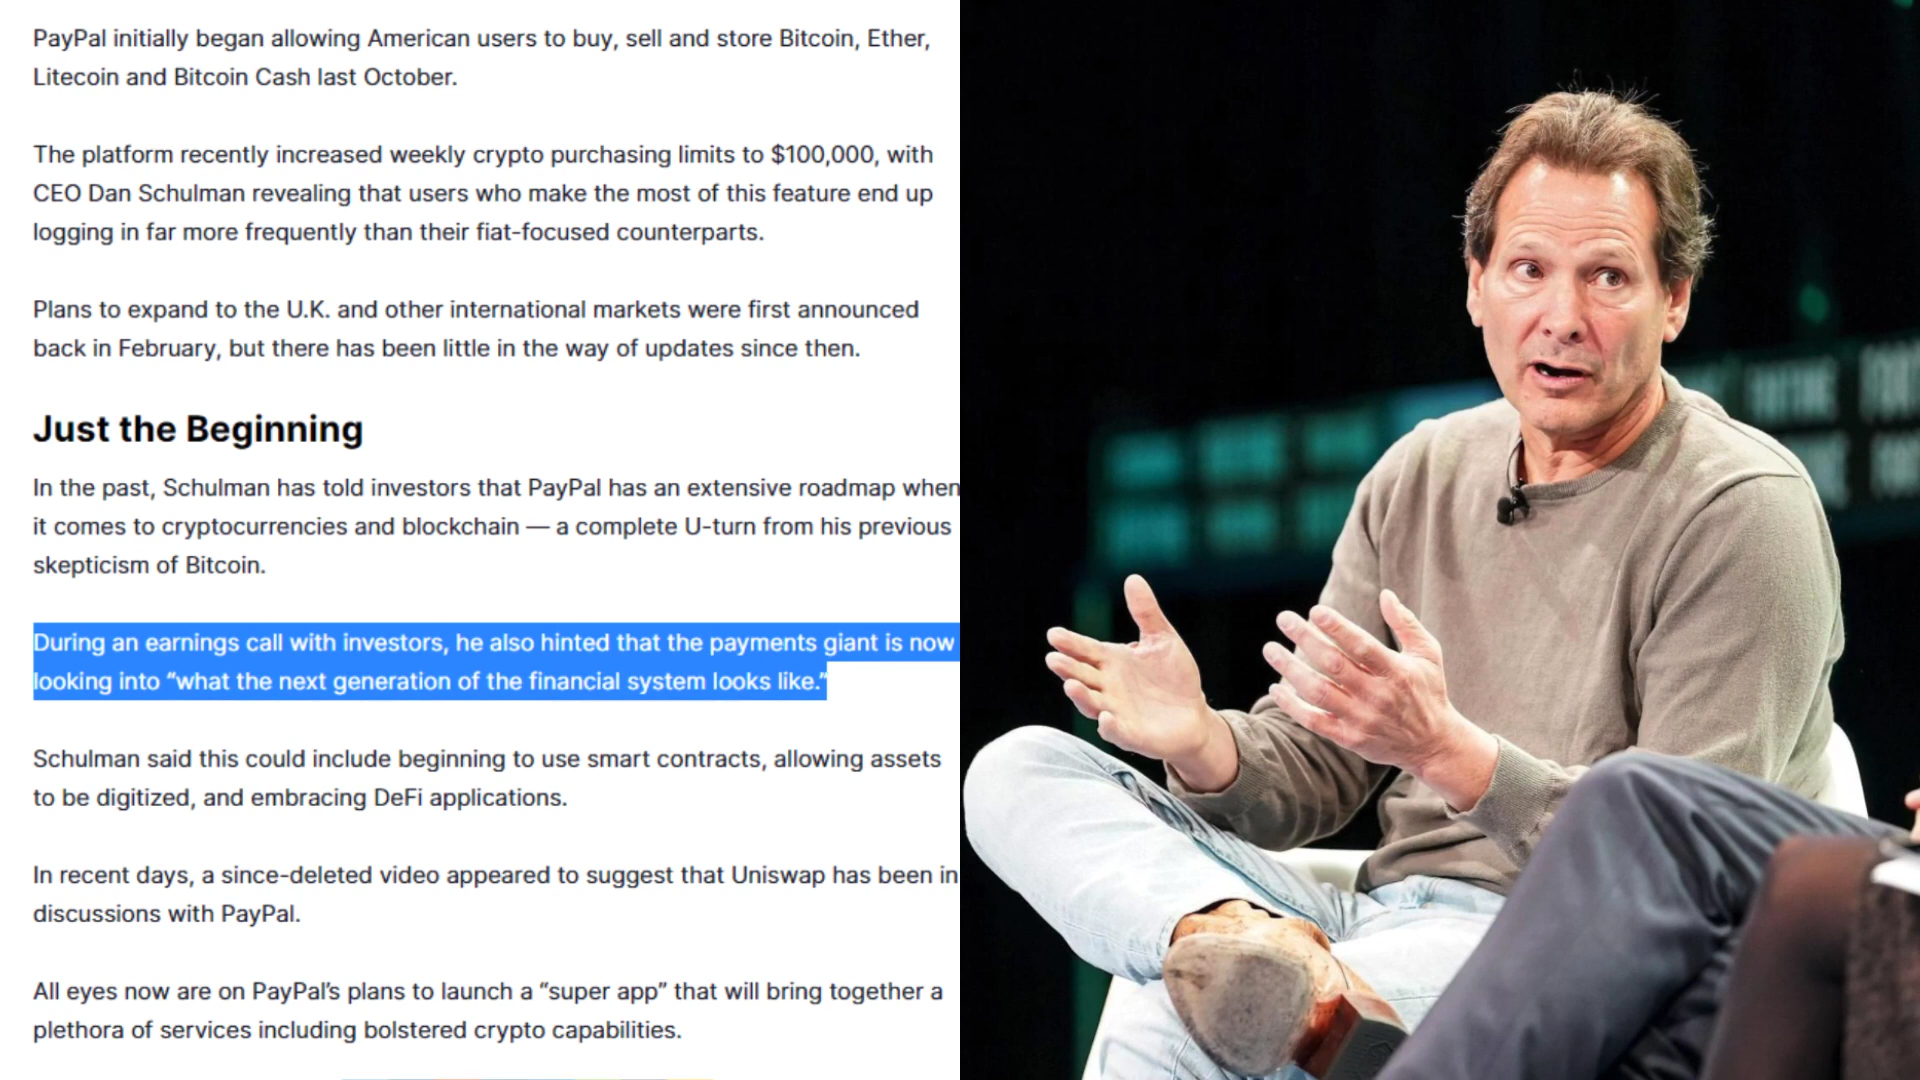 PayPal initially began allowing American users to buy, sell and store Bitcoin, Ether,
Litecoin and Bitcoin Cash last October.
The platform recently increased weekly crypto purchasing limits to $100,000, with
CEO Dan Schulman revealing that users who make the most of this feature end up
logging in far more frequently than their fiat-focused counterparts.
Plans to expand to the U.K. and other international markets were first announced
back in February, but there has been little in the way of updates since then.
Just the Beginning
In the past, Schulman has told investors that PayPal has an extensive roadmap when
it comes to cryptocurrencies and blockchain — a complete U-turn from his previous
skepticism of Bitcoin.
During an earnings call with investors, he also hinted that the payments giant is now
looking into “what the next generation of the financial system looks like.”
Schulman said this could include beginning to use smart contracts, allowing assets
to be digitized, and embracing DeFi applications.
In recent days, a since-deleted video appeared to suggest that Uniswap has been in
discussions with PayPal.
All eyes now are on PayPal’s plans to launch a “super app” that will bring together a
plethora of services including bolstered crypto capabilities.